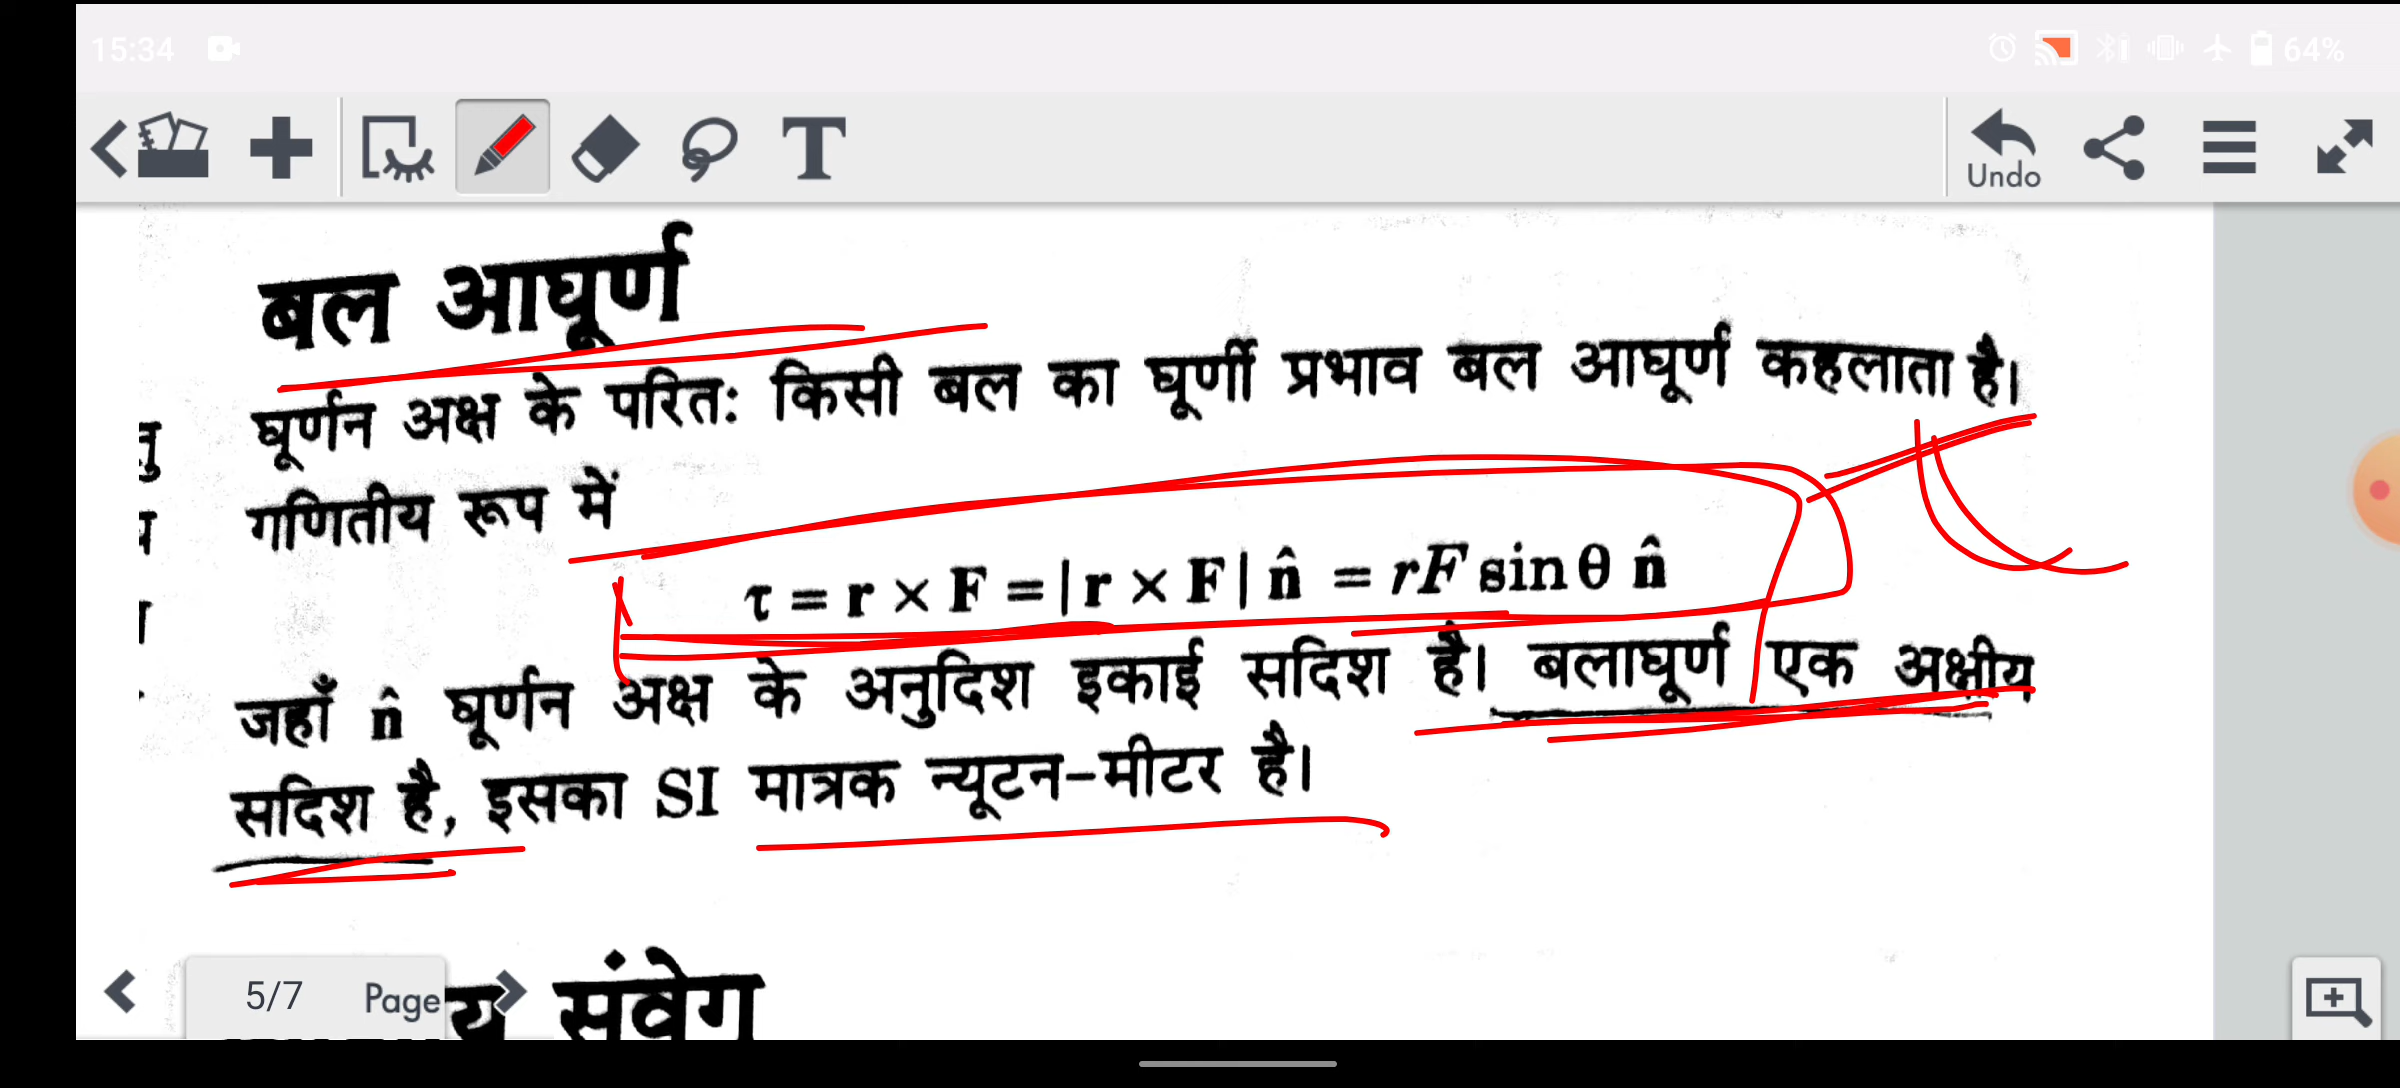 15:34
64%
T
Undo
बल आघूर्ण
घूर्णन अक्ष के परितः किसी बल का घूर्णी प्रभाव बल आघूर्ण कहलाता है।
गणितीय रूप में
τ = r × F = |r × F| n̂ = rF sin θ n̂
जहाँ n̂ घूर्णन अक्ष के अनुदिश इकाई सदिश है। बलाघूर्ण एक अक्षीय
सदिश है, इसका SI मात्रक न्यूटन-मीटर है।
5/7 Page
संवेग